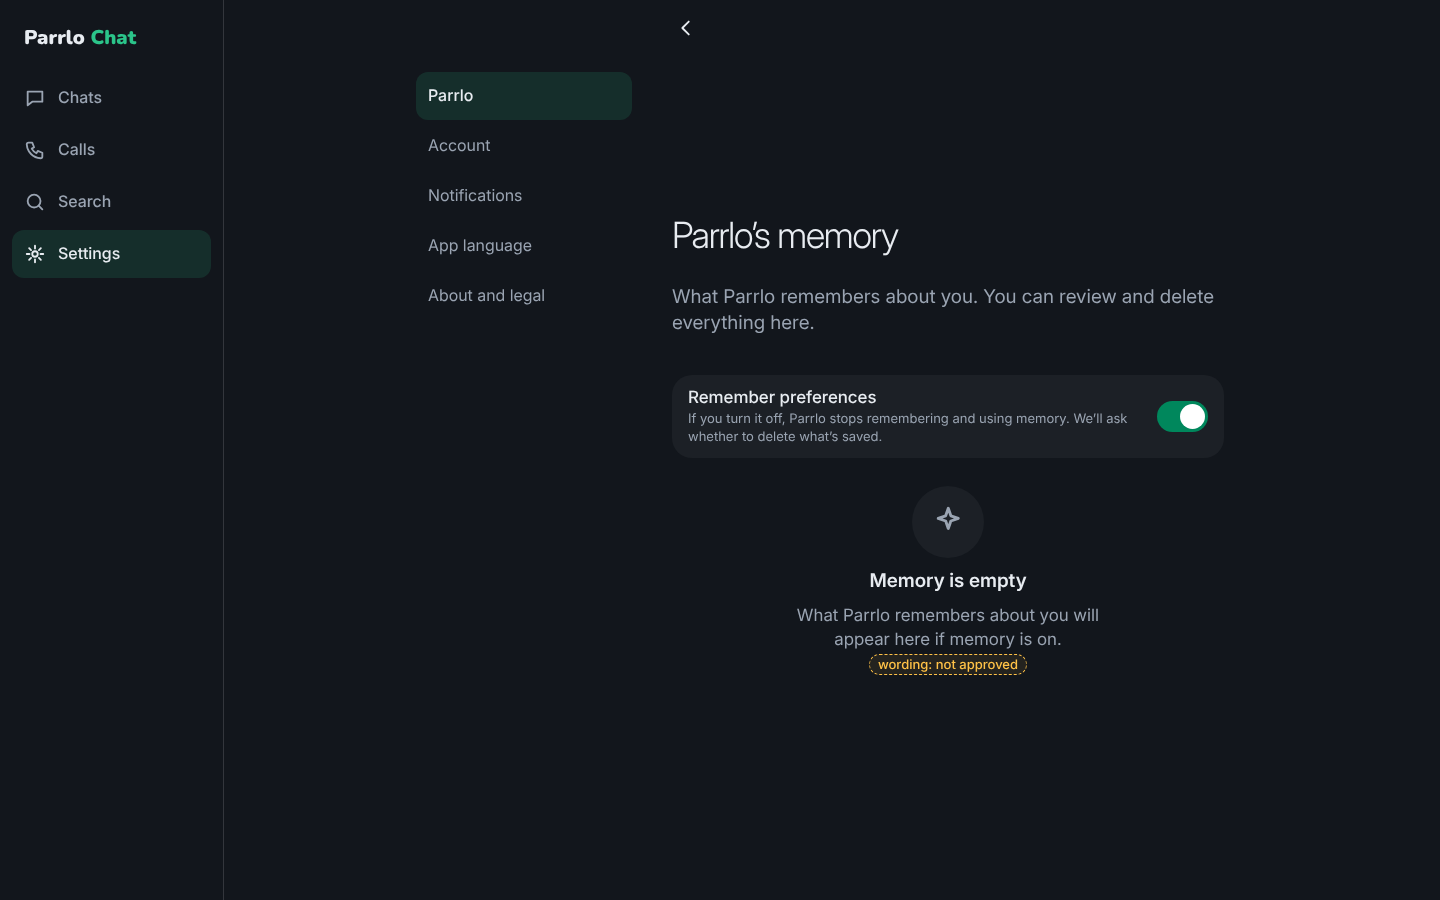 Parrlo Chat
Chats
Calls
Search
Settings
Parrlo
Account
Notifications
App language
About and legal
Parrlo’s memory
What Parrlo remembers about you. You can review and delete
everything here.
Remember preferences
If you turn it off, Parrlo stops remembering and using memory. We’ll ask
whether to delete what’s saved.
Memory is empty
What Parrlo remembers about you will
appear here if memory is on.
wording: not approved